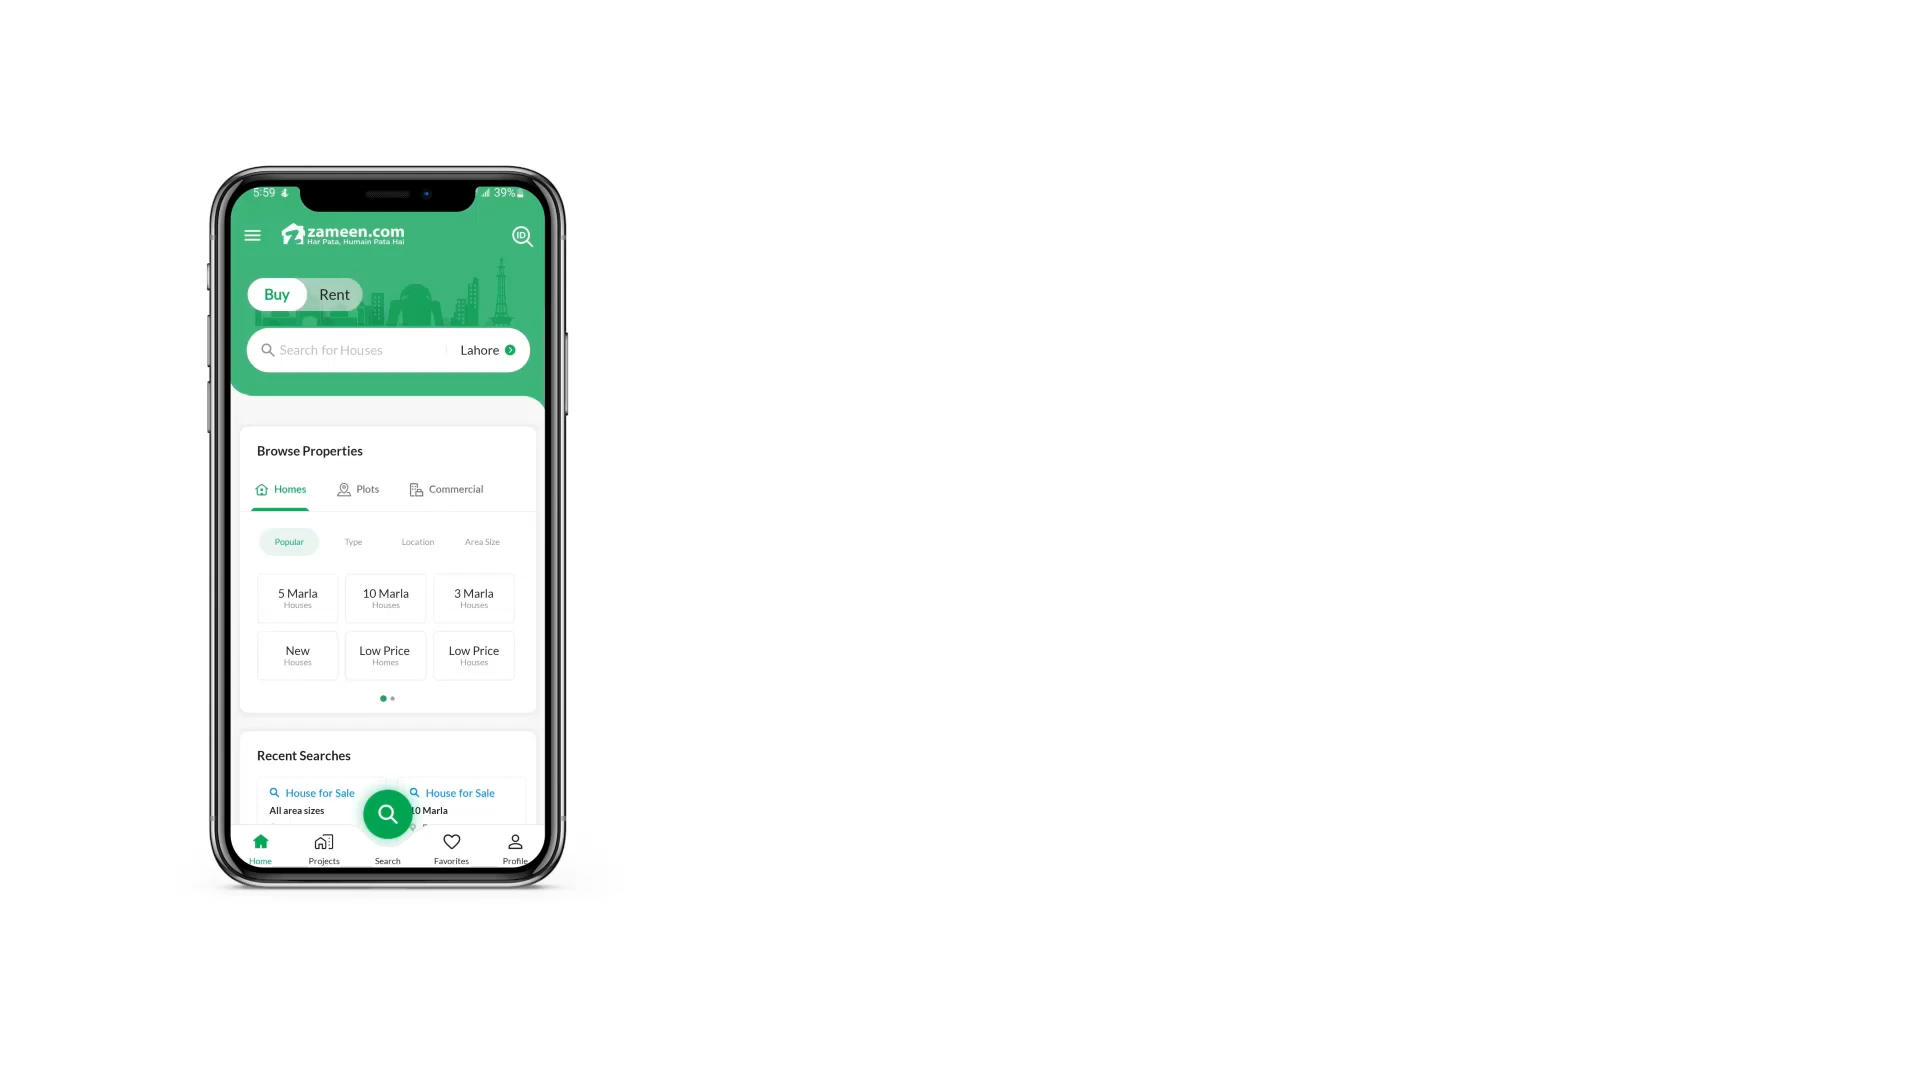 5:59 39%
zameen.com
Har Pata, Humain Pata Hai
ID
Buy Rent
Search for Houses Lahore
Browse Properties
Homes Plots Commercial
Popular Type Location Area Size
5 Marla 10 Marla 3 Marla
Houses Houses Houses
New Low Price Low Price
Houses Homes Houses
Recent Searches
House for Sale House for Sale
All area sizes 10 Marla
Home Projects Search Favorites Profile